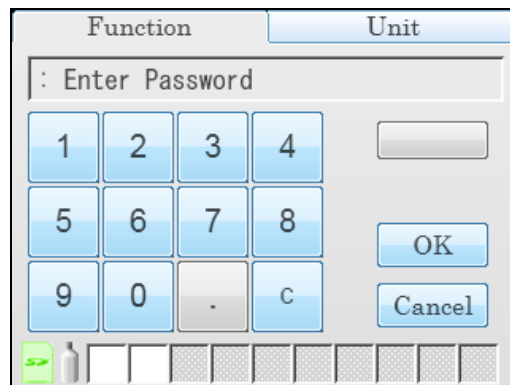 Function Unit
: Enter Password
1 2 3 4
5 6 7 8
OK
9 0 . C
Cancel